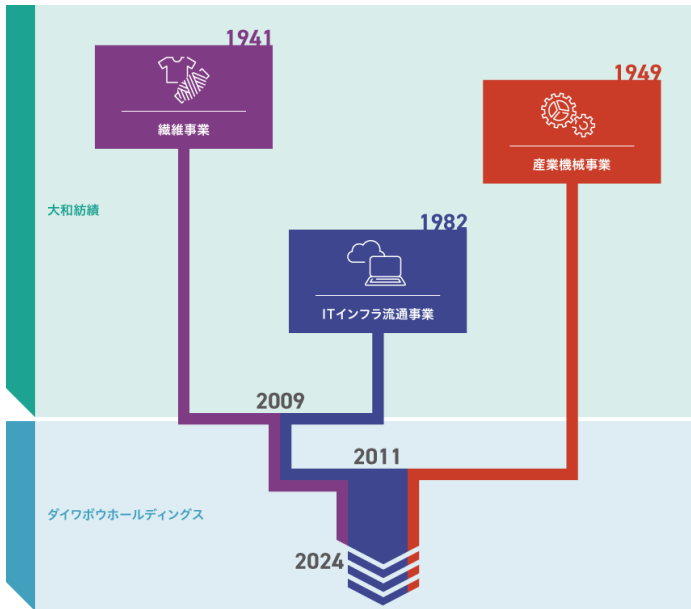 1941
繊維事業
1949
産業機械事業
大和紡績
1982
ITインフラ流通事業
2009
2011
ダイワボウホールディングス
2024